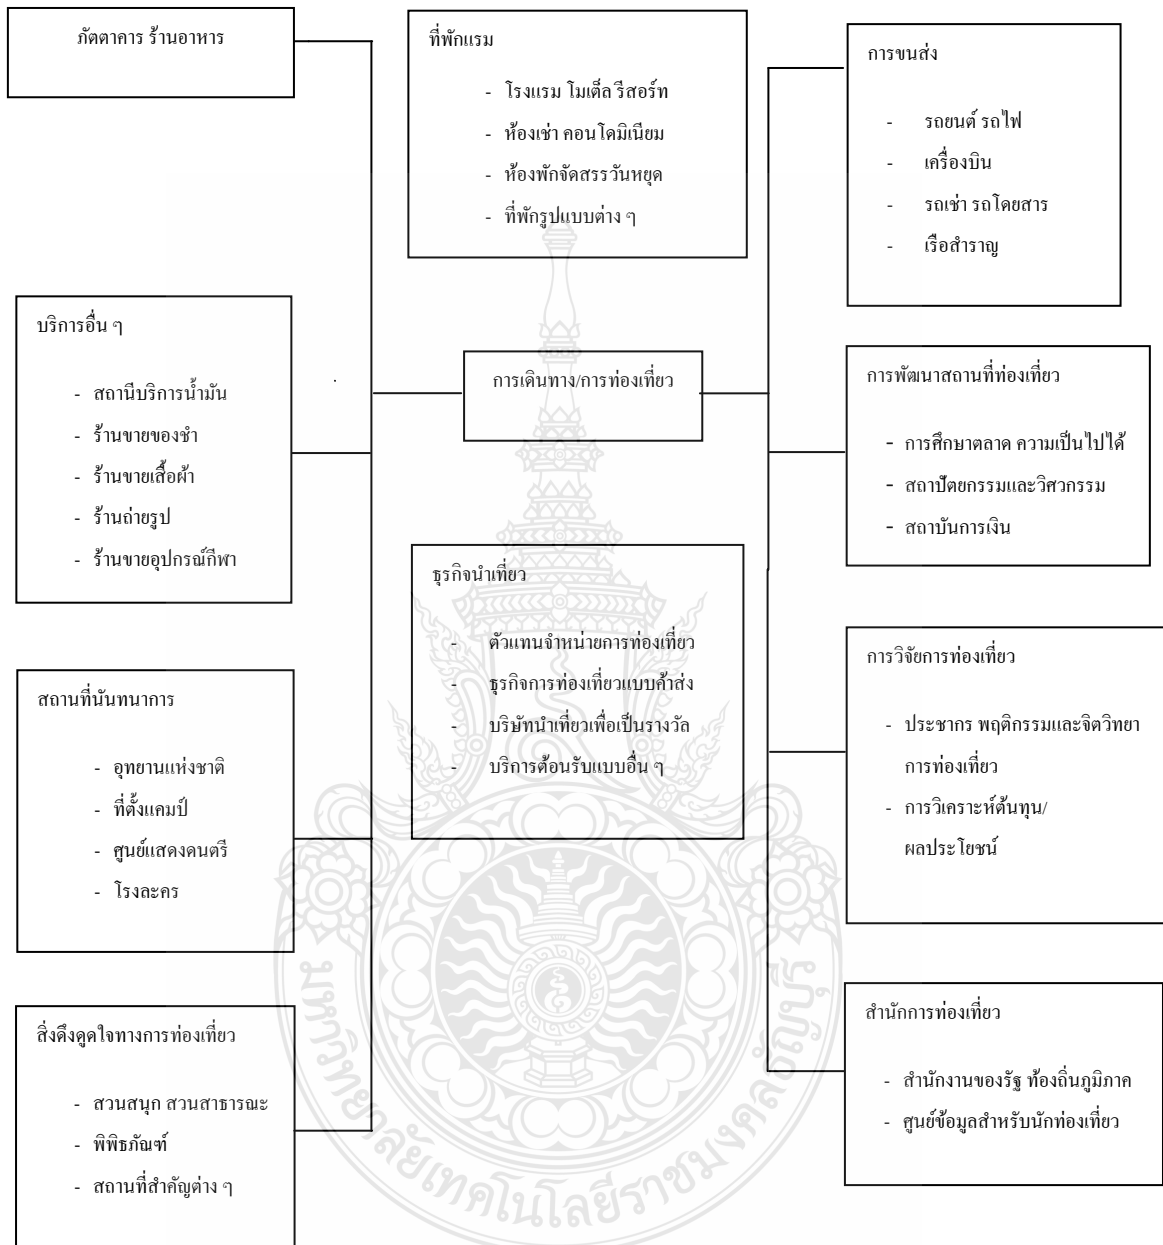 ภัตตาคาร ร้านอาหาร
ที่พักแรม
- โรงแรม โมเต็ล รีสอร์ท
- ห้องเช่า คอนโดมิเนียม
- ห้องพักจัดสรรวันหยุด
- ที่พักรูปแบบต่าง ๆ
การขนส่ง
- รถยนต์ รถไฟ
- เครื่องบิน
- รถเช่า รถโดยสาร
- เรือสำราญ
บริการอื่น ๆ
- สถานีบริการน้ำมัน
- ร้านขายของชำ
- ร้านขายเสื้อผ้า
- ร้านถ่ายรูป
- ร้านขายอุปกรณ์กีฬา
การเดินทาง/การท่องเที่ยว
การพัฒนาสถานที่ท่องเที่ยว
- การศึกษาตลาด ความเป็นไปได้
- สถาปัตยกรรมและวิศวกรรม
- สถาบันการเงิน
ธุรกิจนำเที่ยว
- ตัวแทนจำหน่ายการท่องเที่ยว
- ธุรกิจการท่องเที่ยวแบบค้าส่ง
- บริษัทนำเที่ยวเพื่อเป็นรางวัล
- บริการต้อนรับแบบอื่น ๆ
การวิจัยการท่องเที่ยว
- ประชากร พฤติกรรมและจิตวิทยา
การท่องเที่ยว
- การวิเคราะห์ต้นทุน/
ผลประโยชน์
สถานที่นันทนาการ
- อุทยานแห่งชาติ
- ที่ตั้งแคมป์
- ศูนย์แสดงดนตรี
- โรงละคร
สิ่งดึงดูดใจทางการท่องเที่ยว
- สวนสนุก สวนสาธารณะ
- พิพิธภัณฑ์
- สถานที่สำคัญต่าง ๆ
สำนักการท่องเที่ยว
- สำนักงานของรัฐ ท้องถิ่นภูมิภาค
- ศูนย์ข้อมูลสำหรับนักท่องเที่ยว
มหาวิทยาลัยเทคโนโลยีราชมงคลธัญบุรี